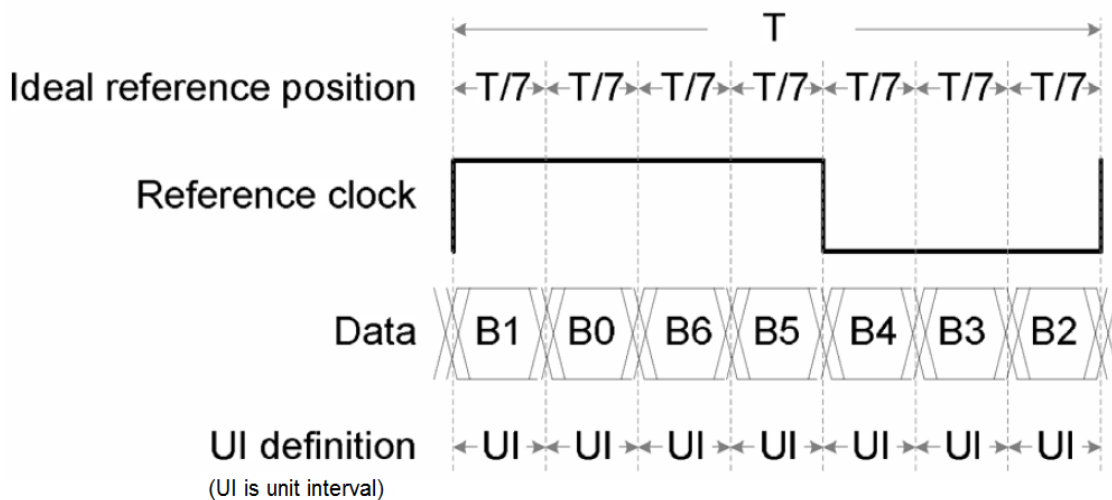 T
Ideal reference position T/7 T/7 T/7 T/7 T/7 T/7 T/7
Reference clock
Data B1 B0 B6 B5 B4 B3 B2
UI definition UI UI UI UI UI UI UI
(UI is unit interval)